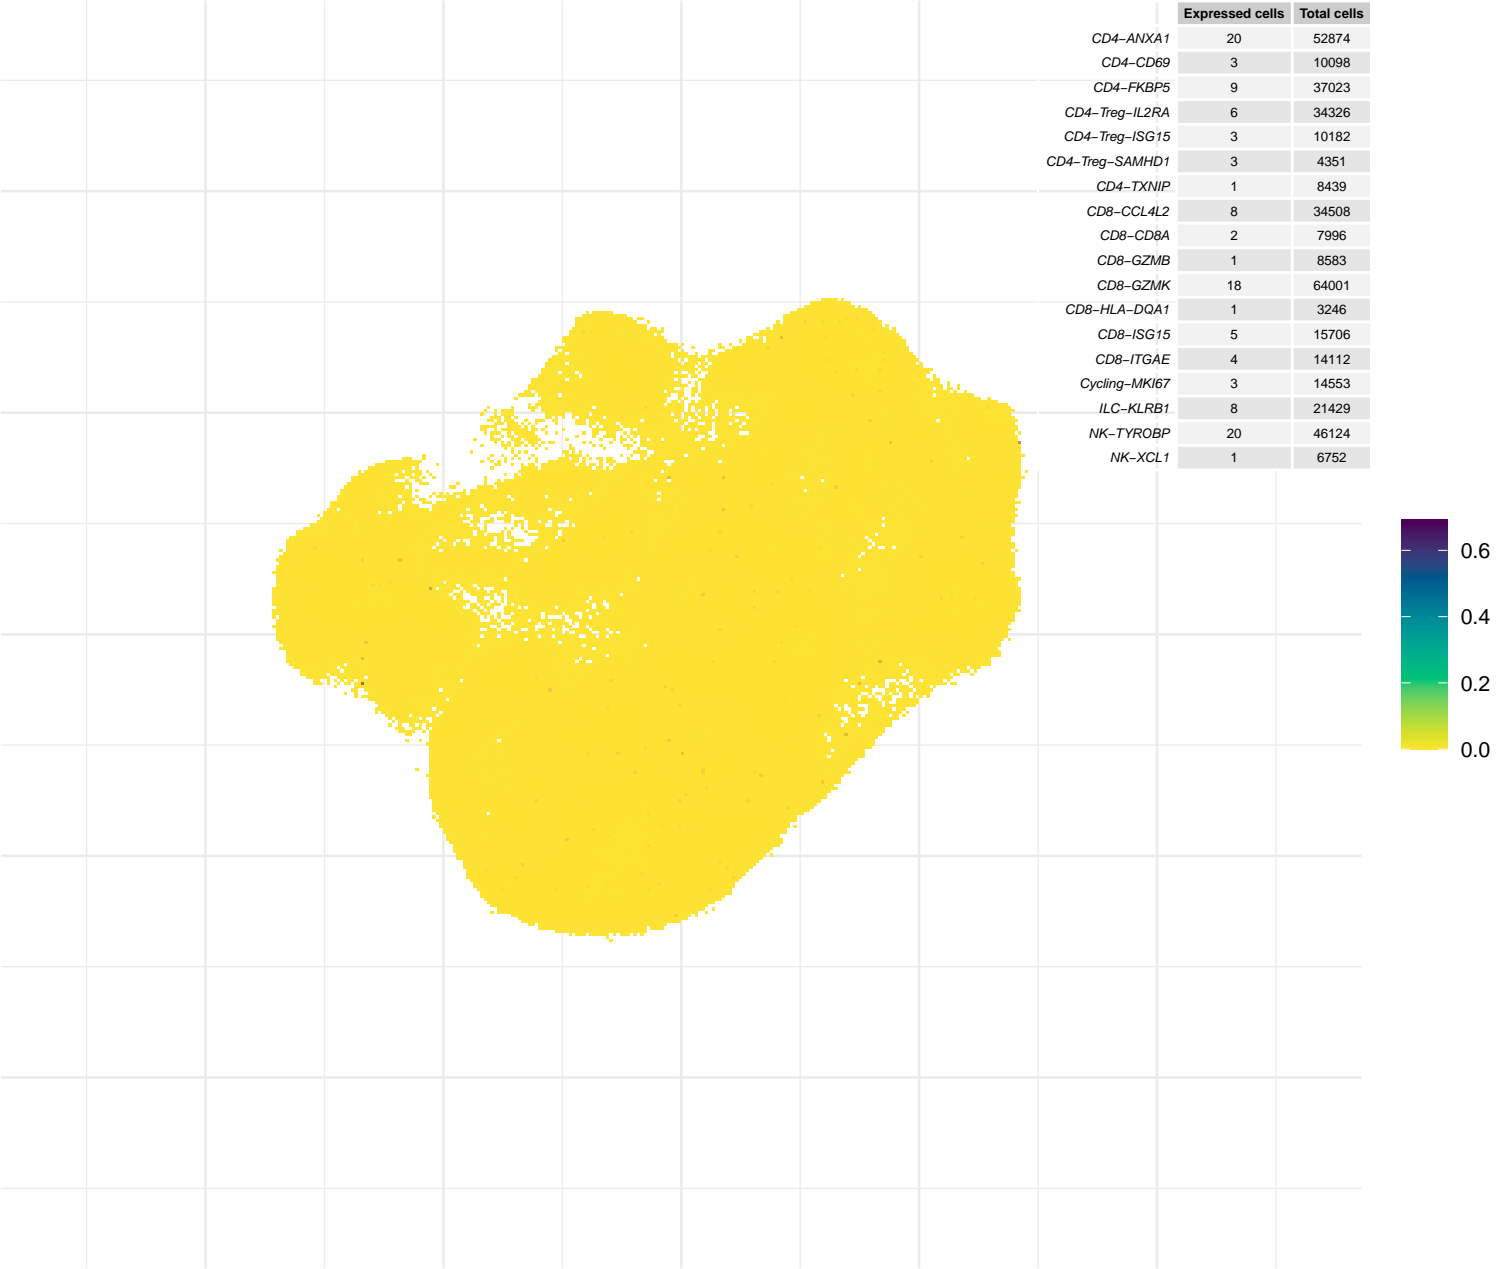 Expressed cells Total cells
CD4−ANXA1 20 52874
CD4−CD69 3 10098
CD4−FKBP5 9 37023
CD4−Treg−IL2RA 6 34326
CD4−Treg−ISG15 3 10182
CD4−Treg−SAMHD1 3 4351
CD4−TXNIP 1 8439
CD8−CCL4L2 8 34508
CD8−CD8A 2 7996
CD8−GZMB 1 8583
CD8−GZMK 18 64001
CD8−HLA−DQA1 1 3246
CD8−ISG15 5 15706
CD8−ITGAE 4 14112
Cycling−MKI67 3 14553
ILC−KLRB1 8 21429
NK−TYROBP 20 46124
NK−XCL1 1 6752
0.6
0.4
0.2
0.0